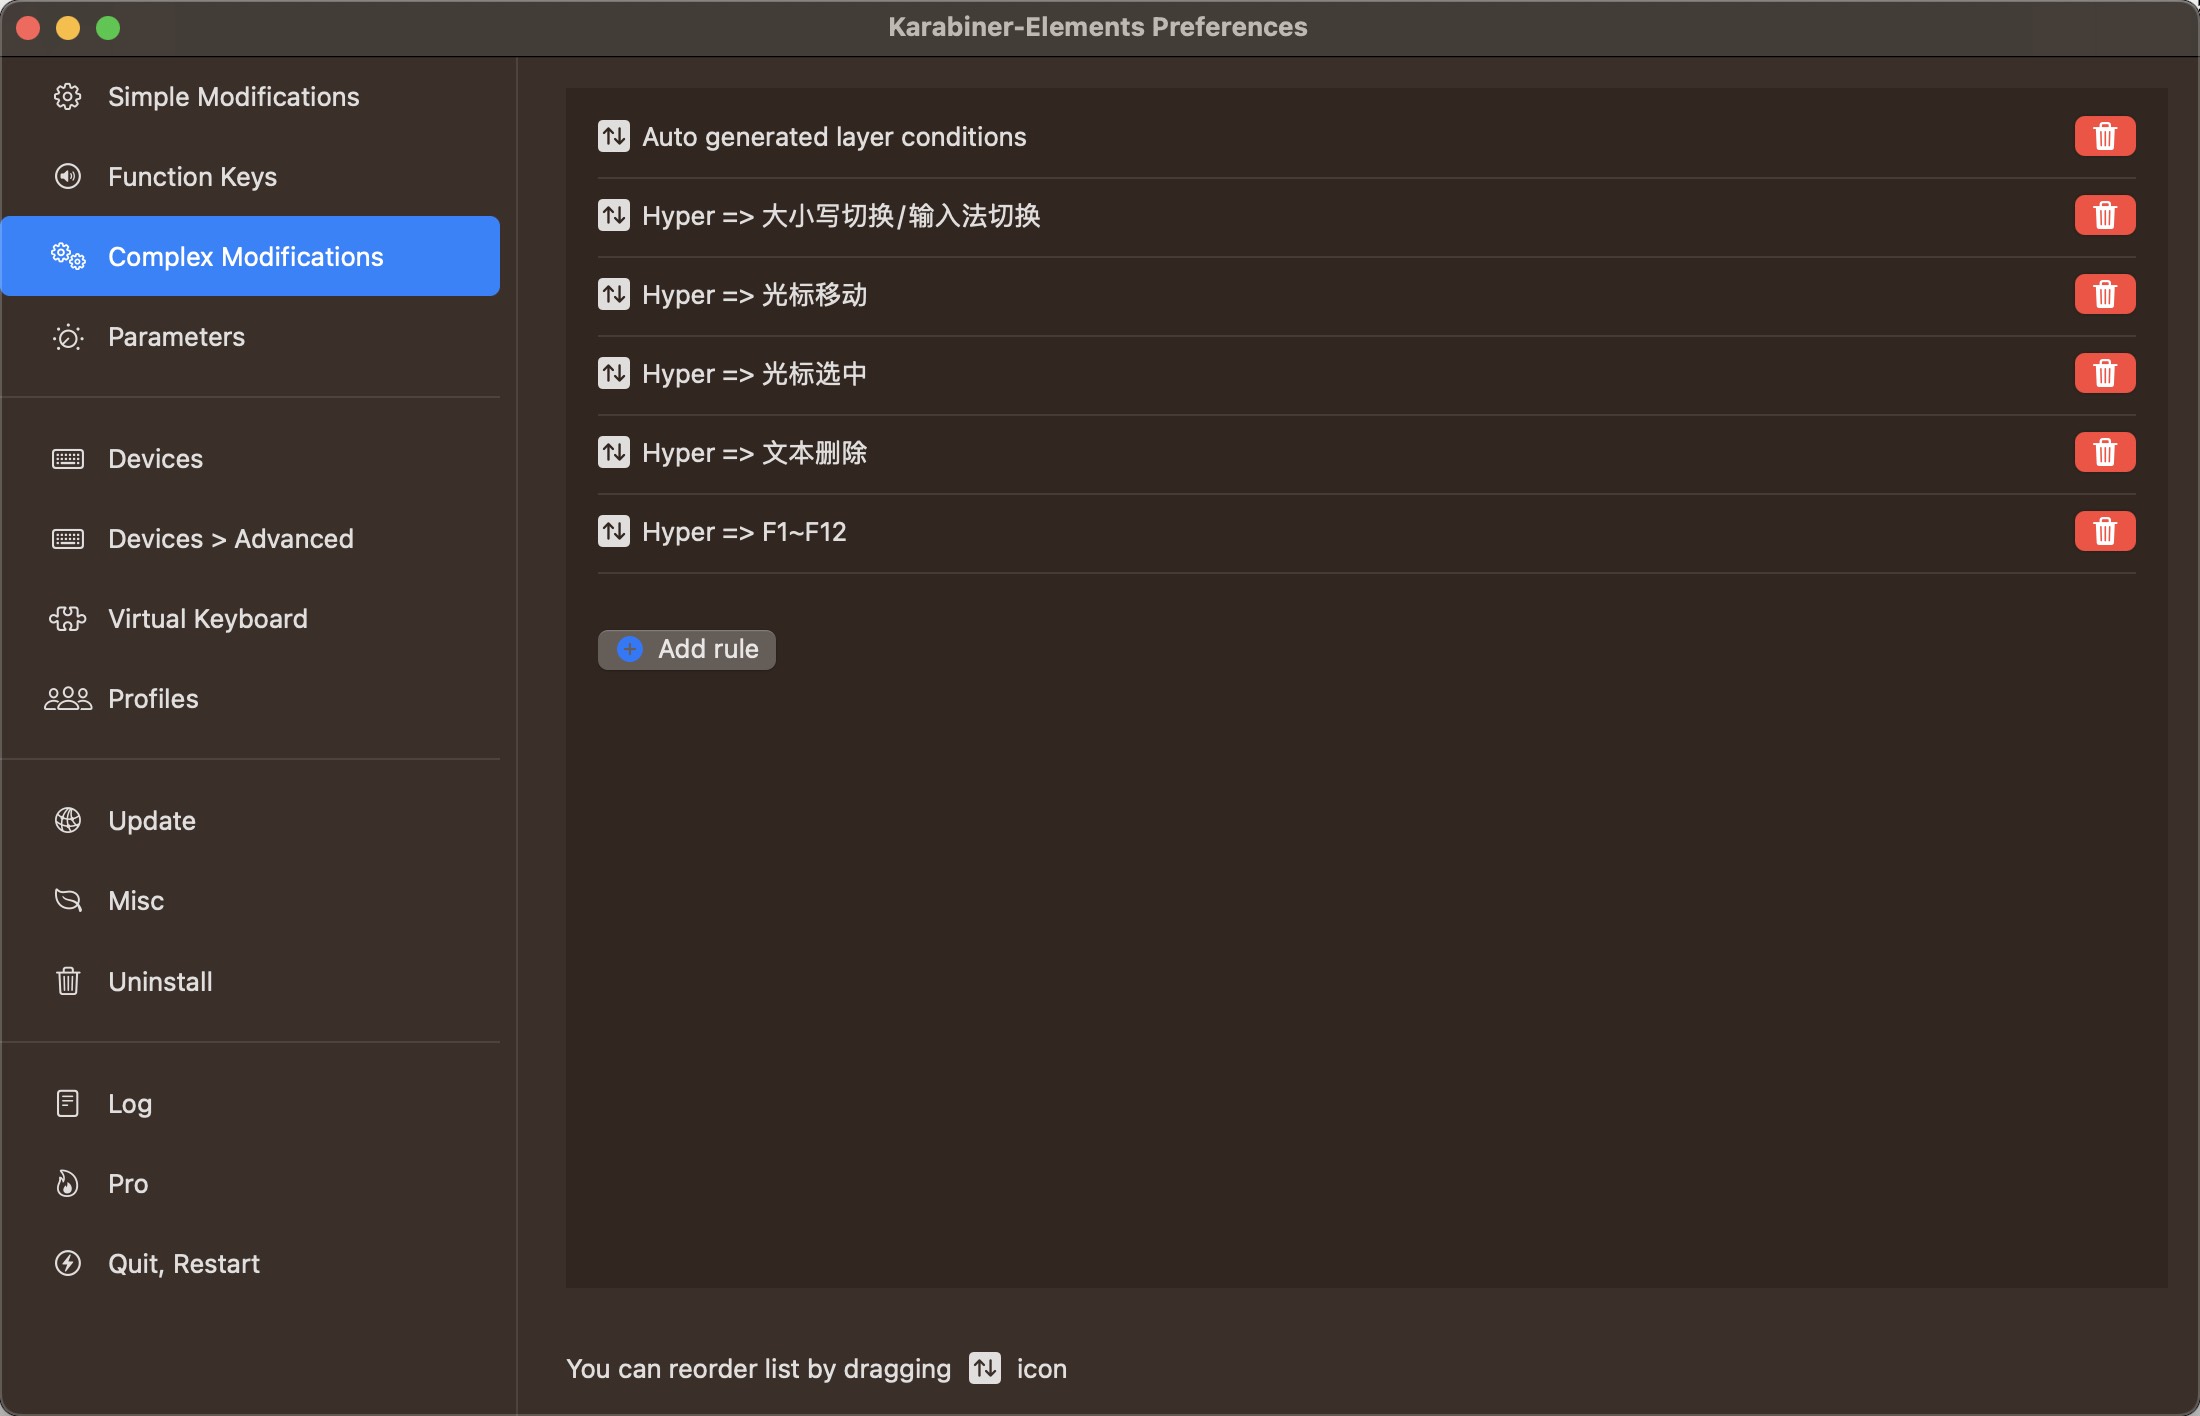 Karabiner-Elements Preferences
Simple Modifications
Function Keys
Complex Modifications
Parameters
Devices
Devices > Advanced
Virtual Keyboard
Profiles
Update
Misc
Uninstall
Log
Pro
Quit, Restart
Auto generated layer conditions
Hyper => 大小写切换/输入法切换
Hyper => 光标移动
Hyper => 光标选中
Hyper => 文本删除
Hyper => F1~F12
Add rule
You can reorder list by dragging icon